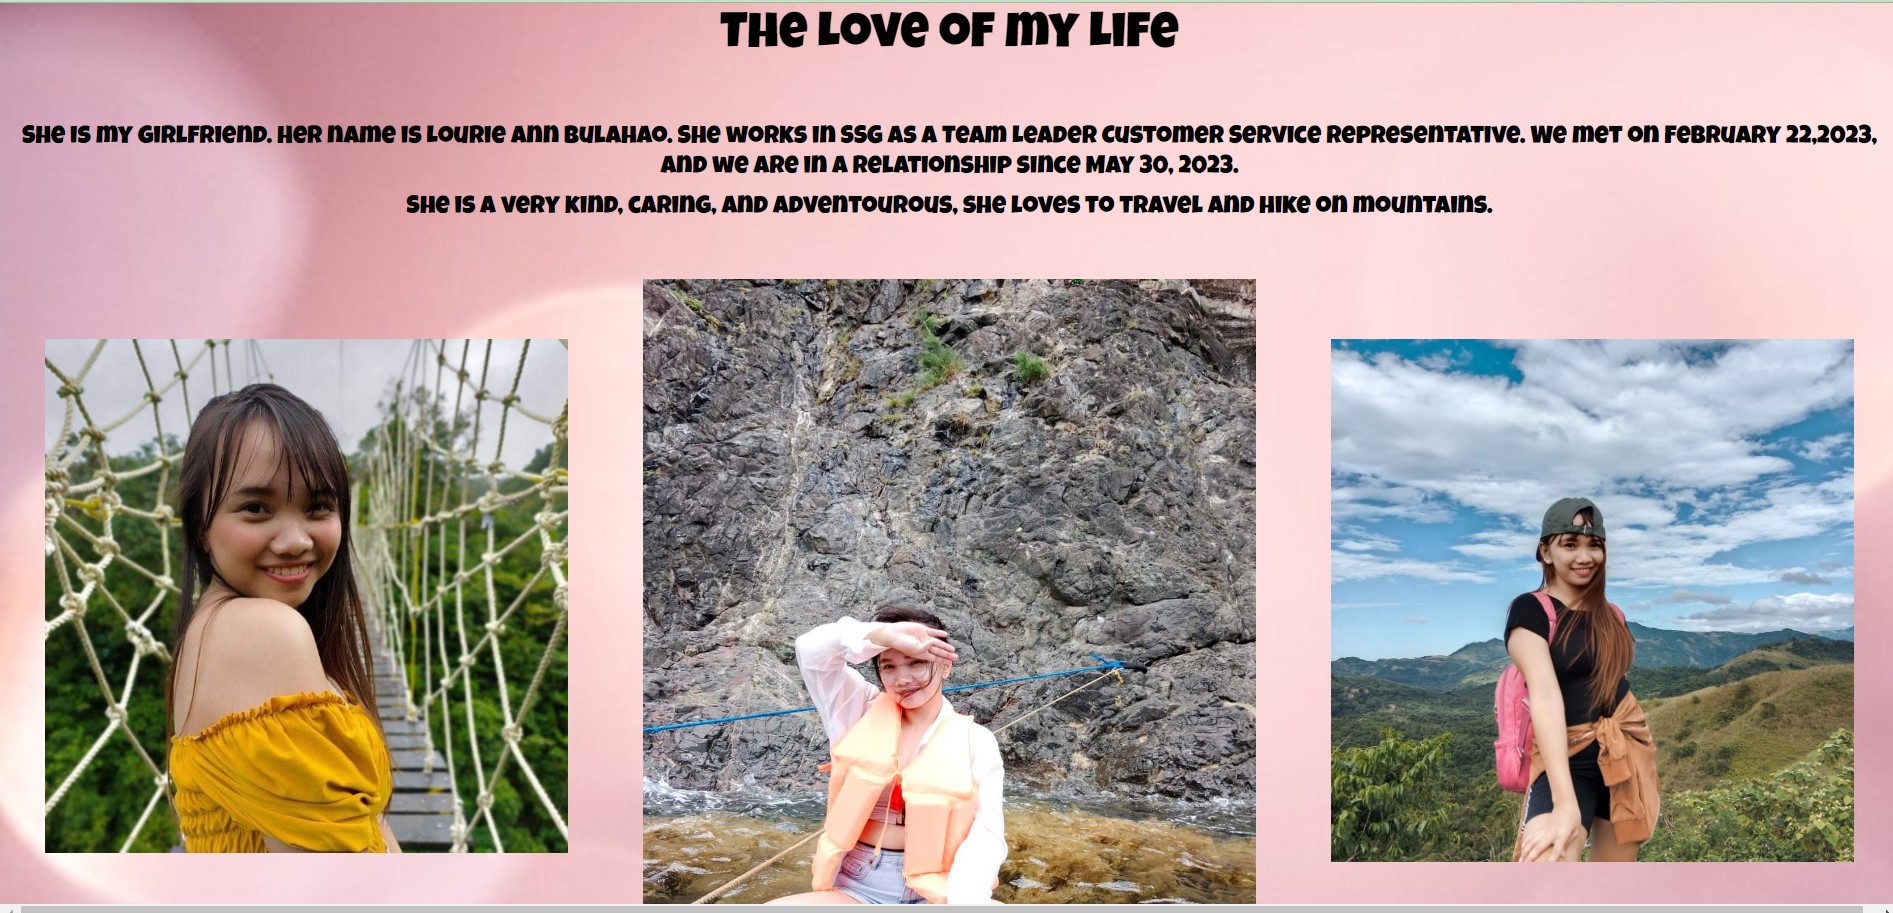 The Love of my Life
She is my girlfriend. Her name is Lourie Ann Bulahao. She works in SSG as a Team Leader Customer Service Representative. We met on February 22,2023,
and we are in a relationship since May 30, 2023.
She is a very kind, caring, and adventourous, she loves to travel and hike on mountains.